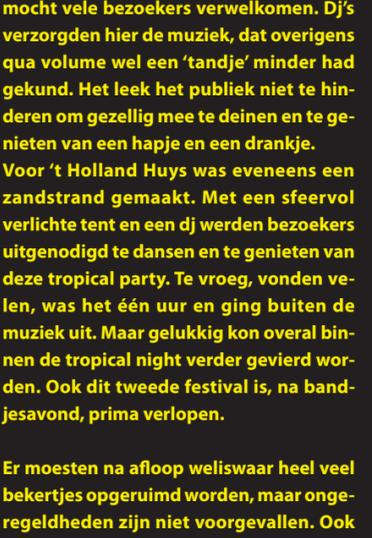 mocht vele bezoekers verwelkomen. Dj’s
verzorgden hier de muziek, dat overigens
qua volume wel een ‘tandje’ minder had
gekund. Het leek het publiek niet te hin-
deren om gezellig mee te deinen en te ge-
nieten van een hapje en een drankje.
Voor ‘t Holland Huys was eveneens een
zandstrand gemaakt. Met een sfeervol
verlichte tent en een dj werden bezoekers
uitgenodigd te dansen en te genieten van
deze tropical party. Te vroeg, vonden ve-
len, was het één uur en ging buiten de
muziek uit. Maar gelukkig kon overal bin-
nen de tropical night verder gevierd wor-
den. Ook dit tweede festival is, na band-
jesavond, prima verlopen.

Er moesten na afloop weliswaar heel veel
bekertjes opgeruimd worden, maar onge-
regeldheden zijn niet voorgevallen. Ook